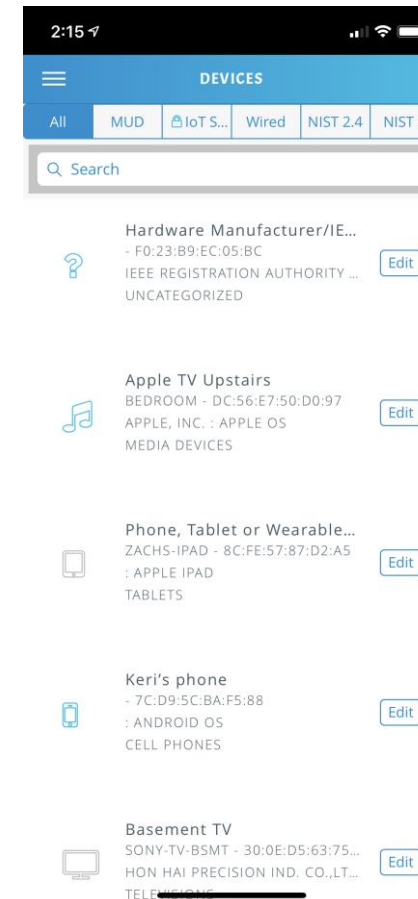 2:15
DEVICES
All MUD IoT S... Wired NIST 2.4 NIST
Search
Hardware Manufacturer/IE...
- F0:23:B9:EC:05:BC
IEEE REGISTRATION AUTHORITY ...
UNCATEGORIZED
Edit
Apple TV Upstairs
BEDROOM - DC:56:E7:50:D0:97
APPLE, INC. : APPLE OS
MEDIA DEVICES
Edit
Phone, Tablet or Wearable...
ZACHS-IPAD - 8C:FE:57:87:D2:A5
: APPLE IPAD
TABLETS
Edit
Keri's phone
- 7C:D9:5C:BA:F5:88
: ANDROID OS
CELL PHONES
Edit
Basement TV
SONY-TV-BSMT - 30:0E:D5:63:75...
HON HAI PRECISION IND. CO.,LT...
TELEVISIONS
Edit